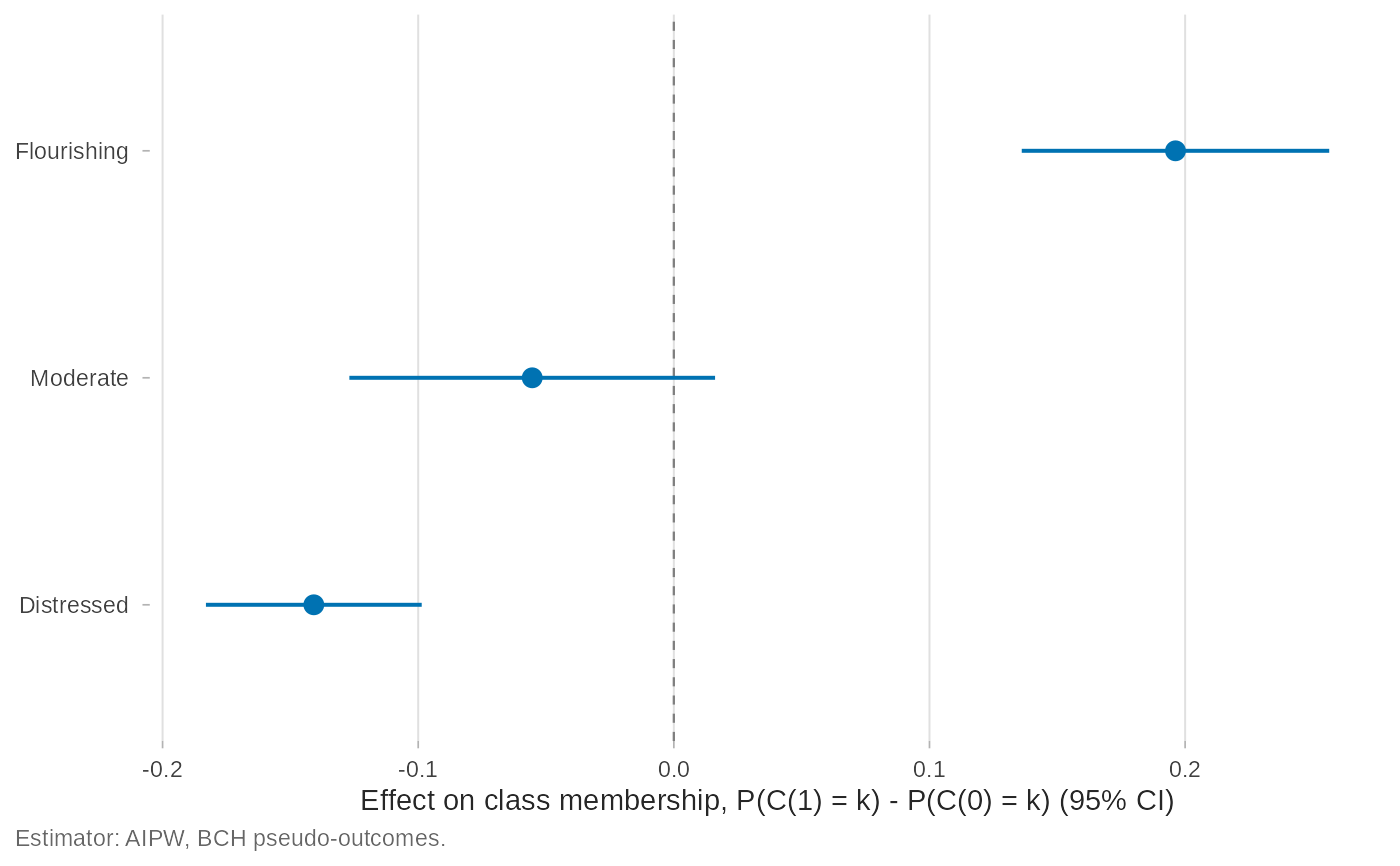 Flourishing
Moderate
Distressed
-0.2 -0.1 0.0 0.1 0.2
Effect on class membership, P(C(1) = k) - P(C(0) = k) (95% CI)
Estimator: AIPW, BCH pseudo-outcomes.